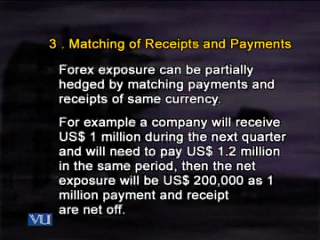 3 . Matching of Receipts and Payments
Forex exposure can be partially
hedged by matching payments and
receipts of same currency.
For example a company will receive
US$ 1 million during the next quarter
and will need to pay US$ 1.2 million
in the same period, then the net
exposure will be US$ 200,000 as 1
million payment and receipt
are net off.
VU